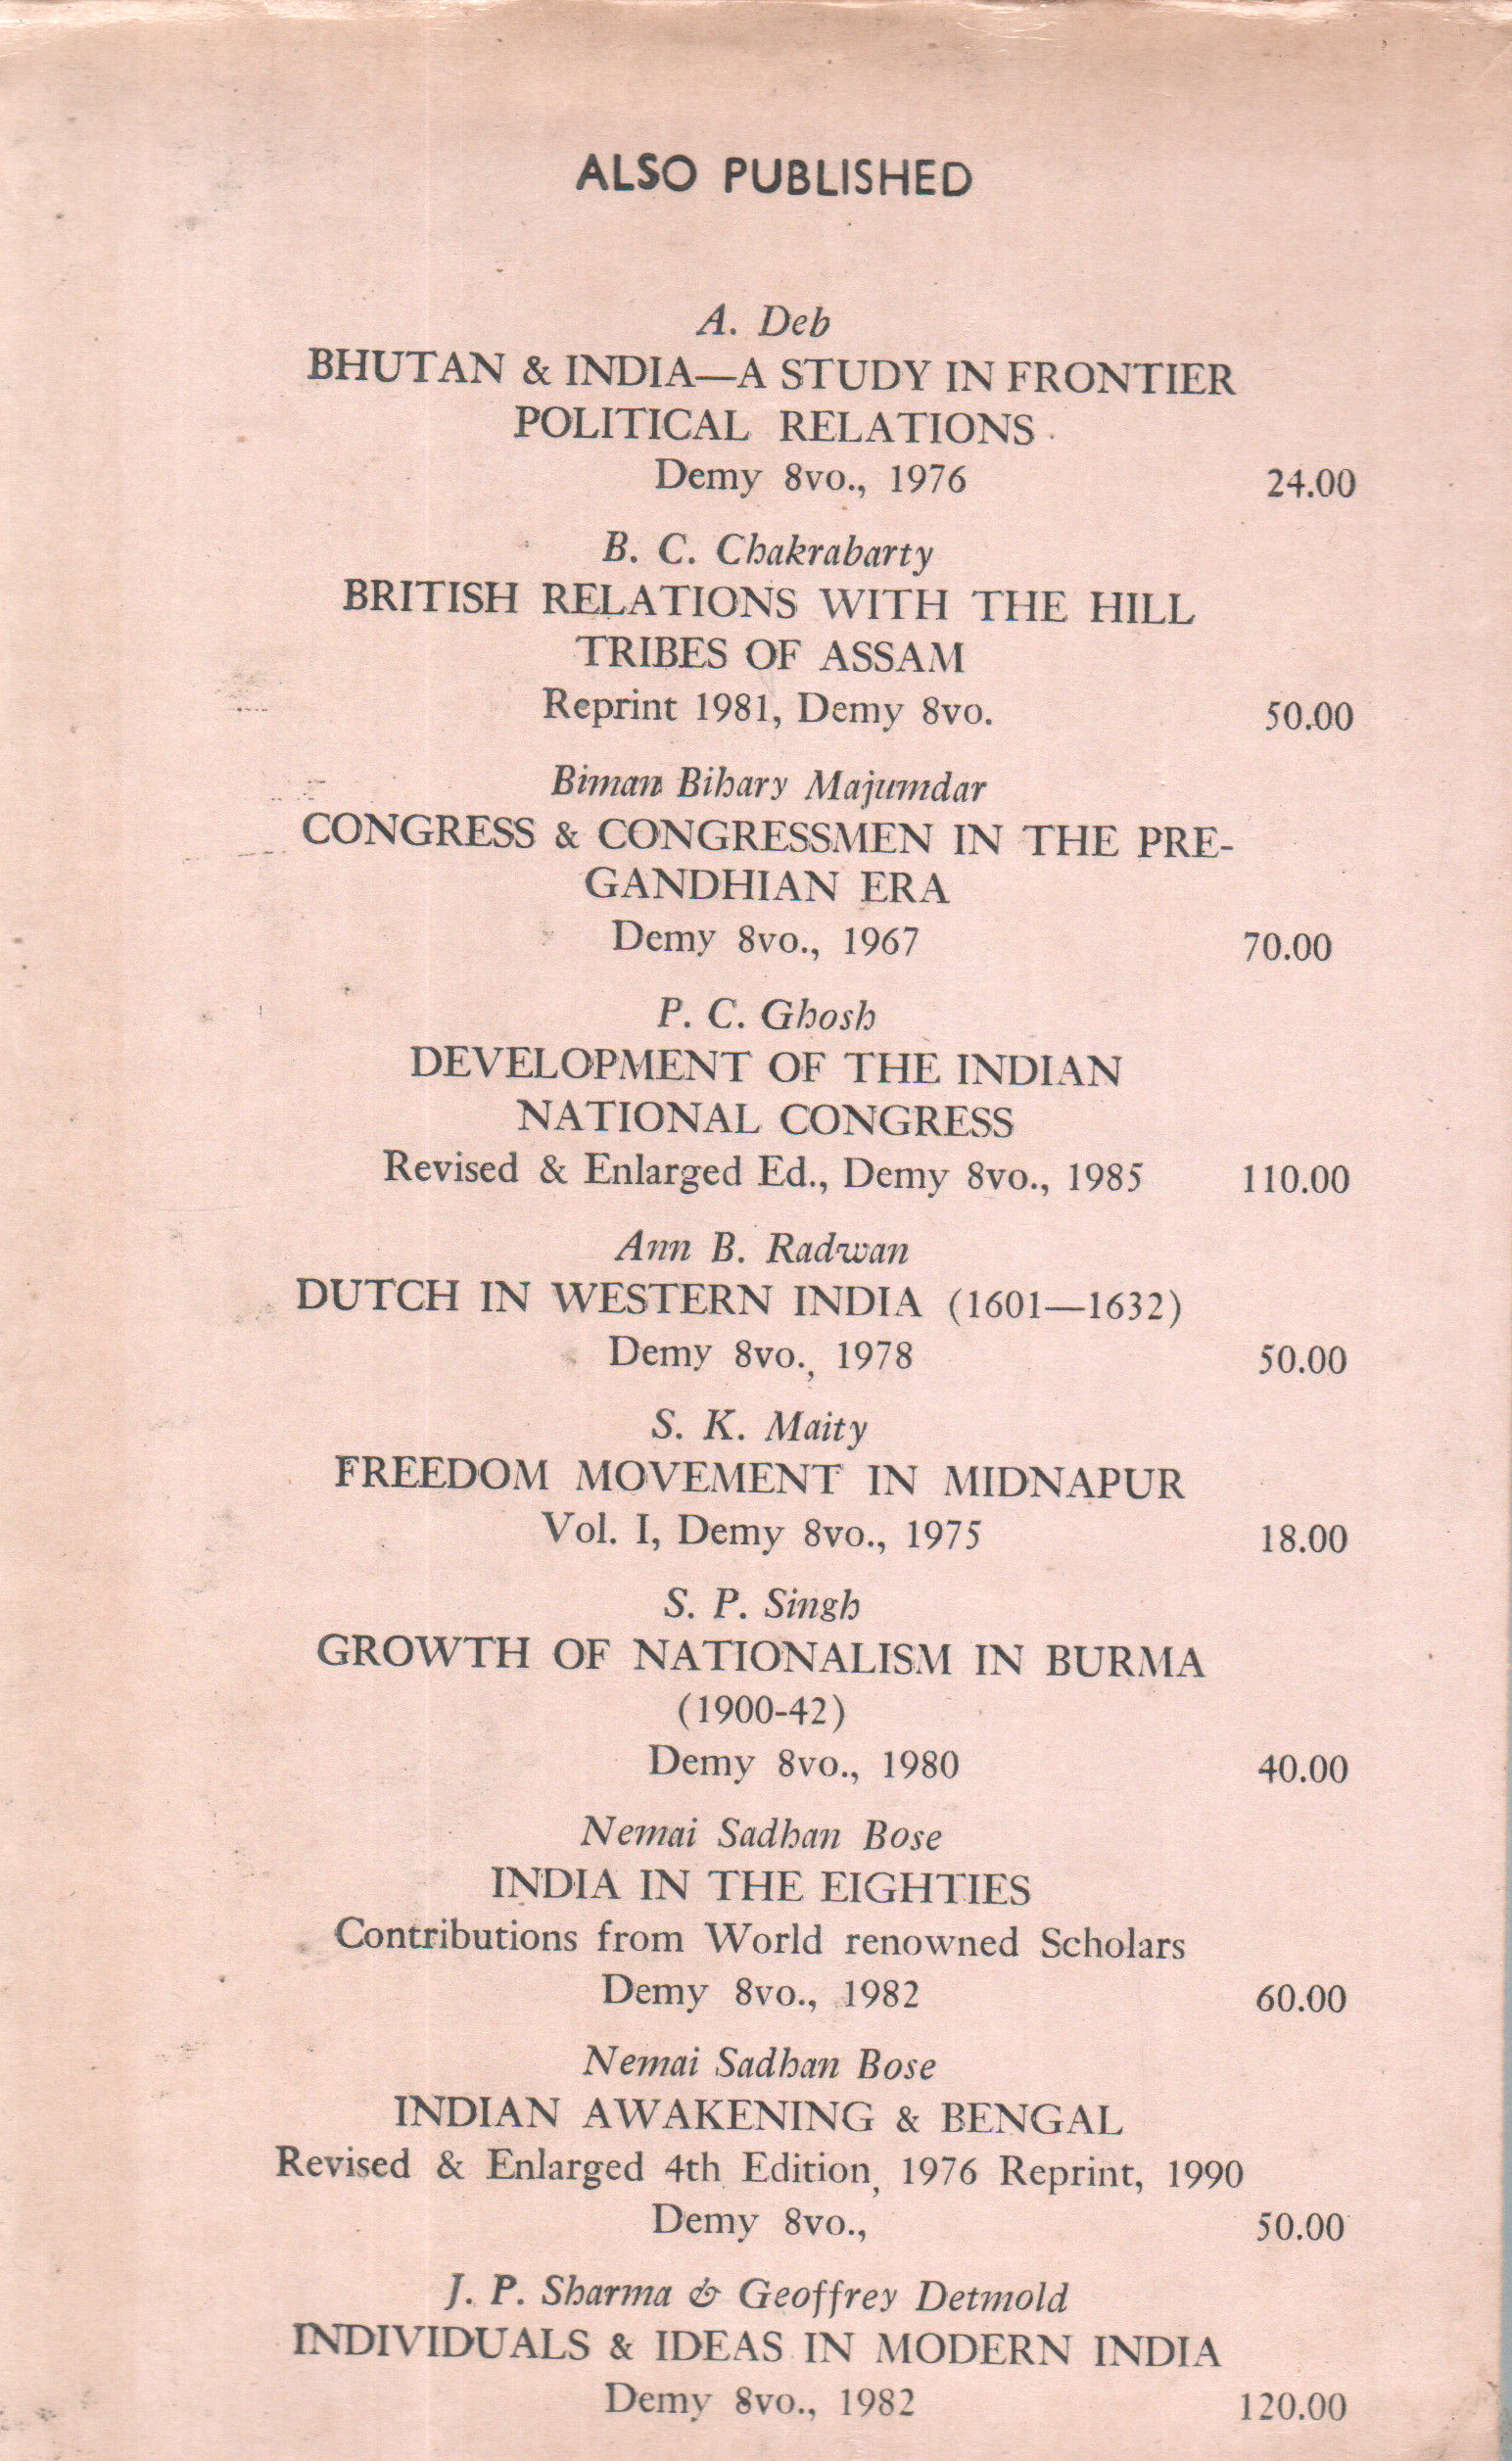 ALSO PUBLISHED
A. Deb
BHUTAN & INDIA—A STUDY IN FRONTIER
POLITICAL RELATIONS
Demy 8vo., 1976 24.00
B. C. Chakrabarty
BRITISH RELATIONS WITH THE HILL
TRIBES OF ASSAM
Reprint 1981, Demy 8vo. 50.00
Biman Bihary Majumdar
CONGRESS & CONGRESSMEN IN THE PRE-
GANDHIAN ERA
Demy 8vo., 1967 70.00
P. C. Ghosh
DEVELOPMENT OF THE INDIAN
NATIONAL CONGRESS
Revised & Enlarged Ed., Demy 8vo., 1985 110.00
Ann B. Radwan
DUTCH IN WESTERN INDIA (1601—1632)
Demy 8vo., 1978 50.00
S. K. Maity
FREEDOM MOVEMENT IN MIDNAPUR
Vol. I, Demy 8vo., 1975 18.00
S. P. Singh
GROWTH OF NATIONALISM IN BURMA
(1900-42)
Demy 8vo., 1980 40.00
Nemai Sadhan Bose
INDIA IN THE EIGHTIES
Contributions from World renowned Scholars
Demy 8vo., 1982 60.00
Nemai Sadhan Bose
INDIAN AWAKENING & BENGAL
Revised & Enlarged 4th Edition, 1976 Reprint, 1990
Demy 8vo., 50.00
J. P. Sharma & Geoffrey Detmold
INDIVIDUALS & IDEAS IN MODERN INDIA
Demy 8vo., 1982 120.00